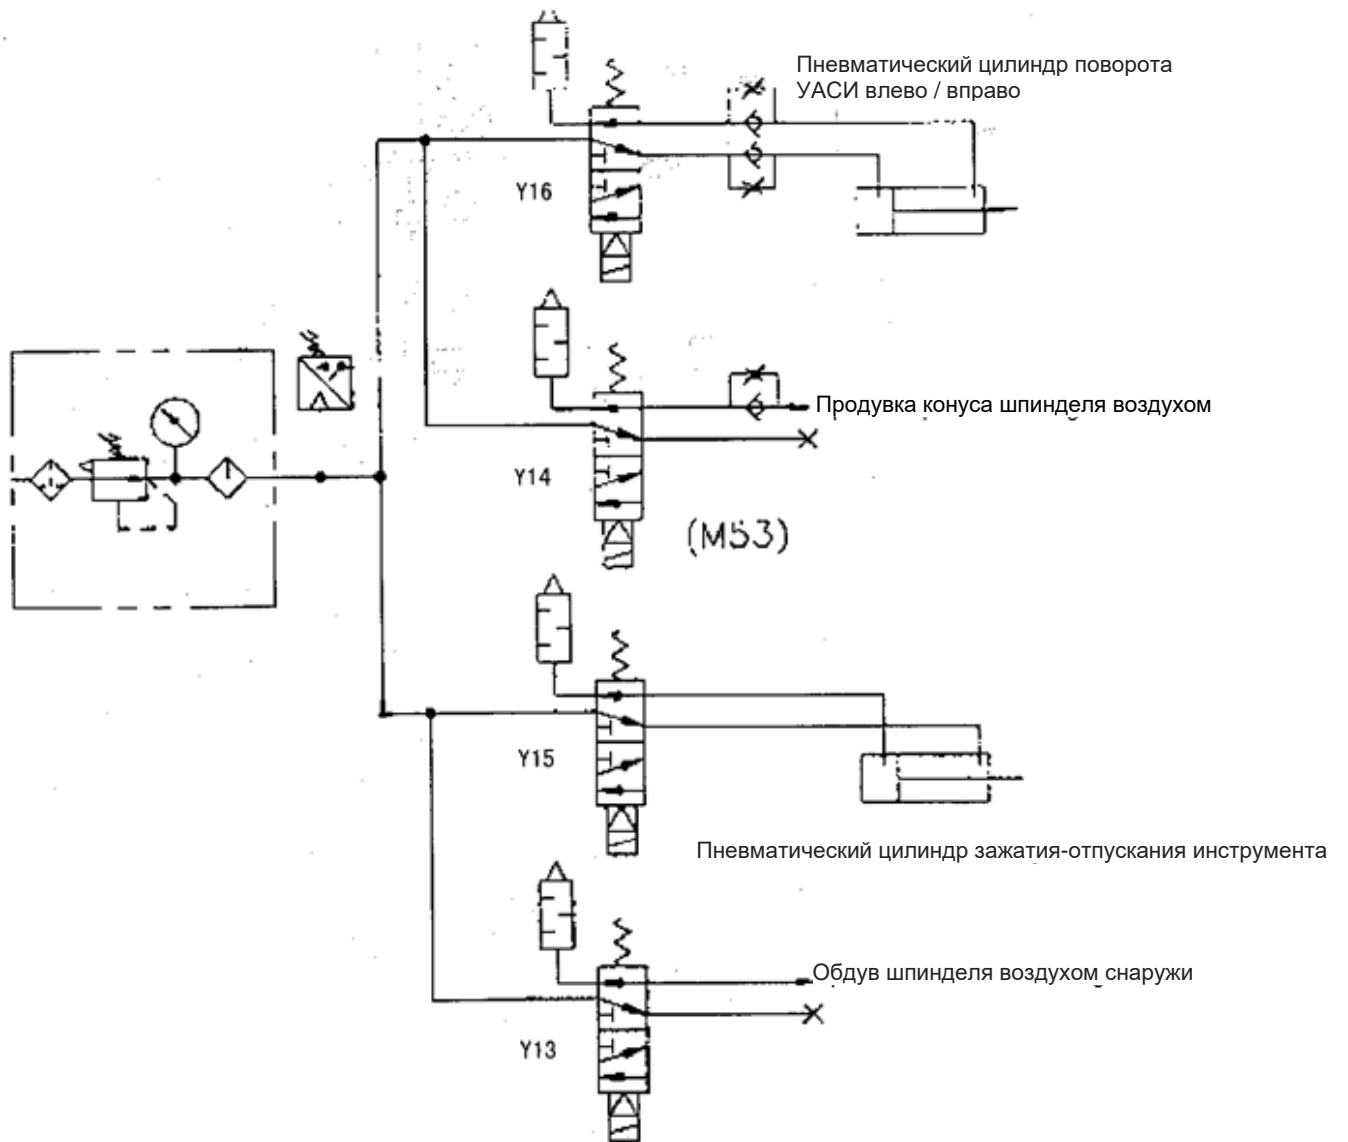 Пневматический цилиндр поворота
УАСИ влево / вправо
Y16
Продувка конуса шпинделя воздухом
Y14
(M53)
Y15
Пневматический цилиндр зажатия-отпускания инструмента
Обдув шпинделя воздухом снаружи
Y13